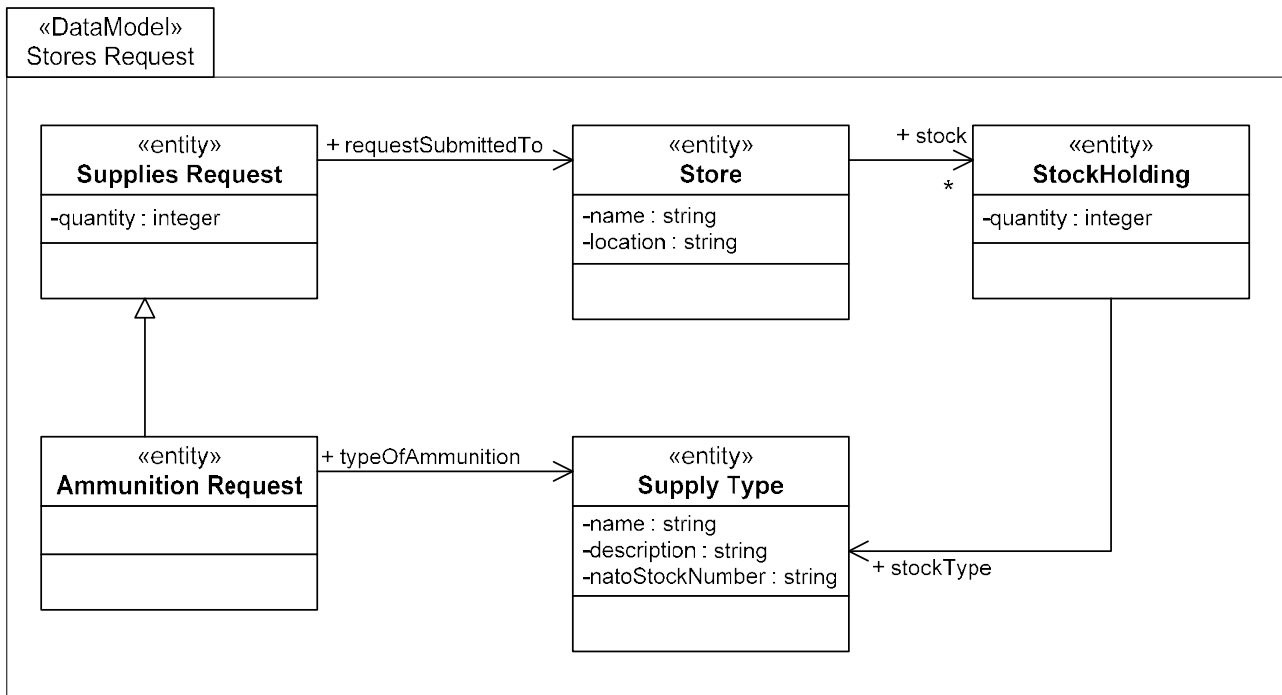 «DataModel»
Stores Request
«entity»
Supplies Request
-quantity : integer
+ requestSubmittedTo
«entity»
Store
-name : string
-location : string
+ stock
*
«entity»
StockHolding
-quantity : integer
«entity»
Ammunition Request
+ typeOfAmmunition
«entity»
Supply Type
-name : string
-description : string
-natoStockNumber : string
+ stockType